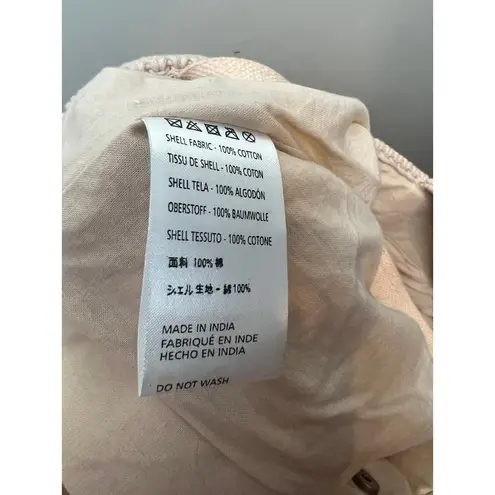 SHELL FABRIC - 100% COTTON
TISSU DE SHELL - 100% COTON
SHELL TELA - 100% ALGODÓN
OBERSTOFF - 100% BAUMWOLLE
SHELL TESSUTO - 100% COTONE
面料 100% 棉
シェル生地 - 綿100%
MADE IN INDIA
FABRIQUÉ EN INDE
HECHO EN INDIA
DO NOT WASH